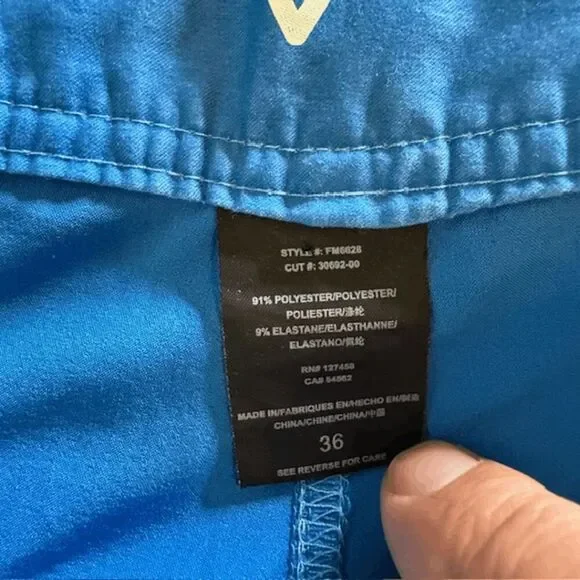 STYLE #: FM6628
CUT #: 30692-00
91% POLYESTER/POLYESTER/
POLIESTER/涤纶
9% ELASTANE/ELASTHANNE/
ELASTANO/氨纶
RN# 127458
CA# 54562
MADE IN/FABRIQUES EN/HECHO EN/制造
CHINA/CHINE/CHINA/中国
36
SEE REVERSE FOR CARE